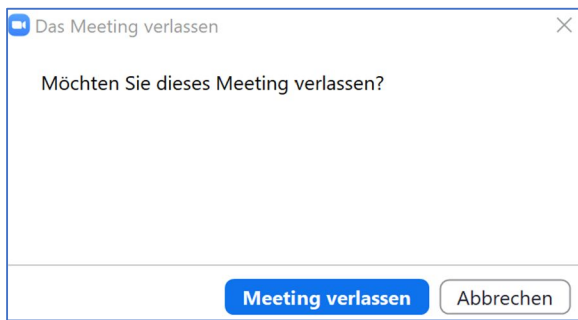 Das Meeting verlassen
Möchten Sie dieses Meeting verlassen?
Meeting verlassen
Abbrechen